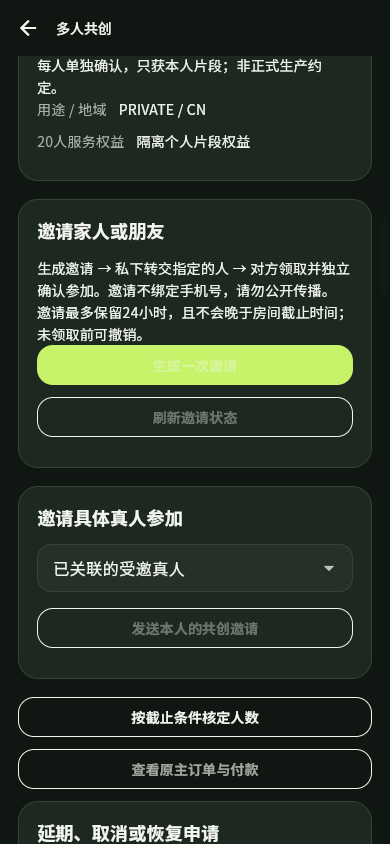 多人共创
每人单独确认，只获本人片段；非正式生产约
定。
用途 / 地域 PRIVATE / CN
20人服务权益 隔离个人片段权益
邀请家人或朋友
生成邀请 → 私下转交指定的人 → 对方领取并独立
确认参加。邀请不绑定手机号，请勿公开传播。
邀请最多保留24小时，且不会晚于房间截止时间；
未领取前可撤销。
生成一次邀请
刷新邀请状态
邀请具体真人参加
已关联的受邀真人
发送本人的共创邀请
按截止条件核定人数
查看原主订单与付款
延期、取消或恢复申请